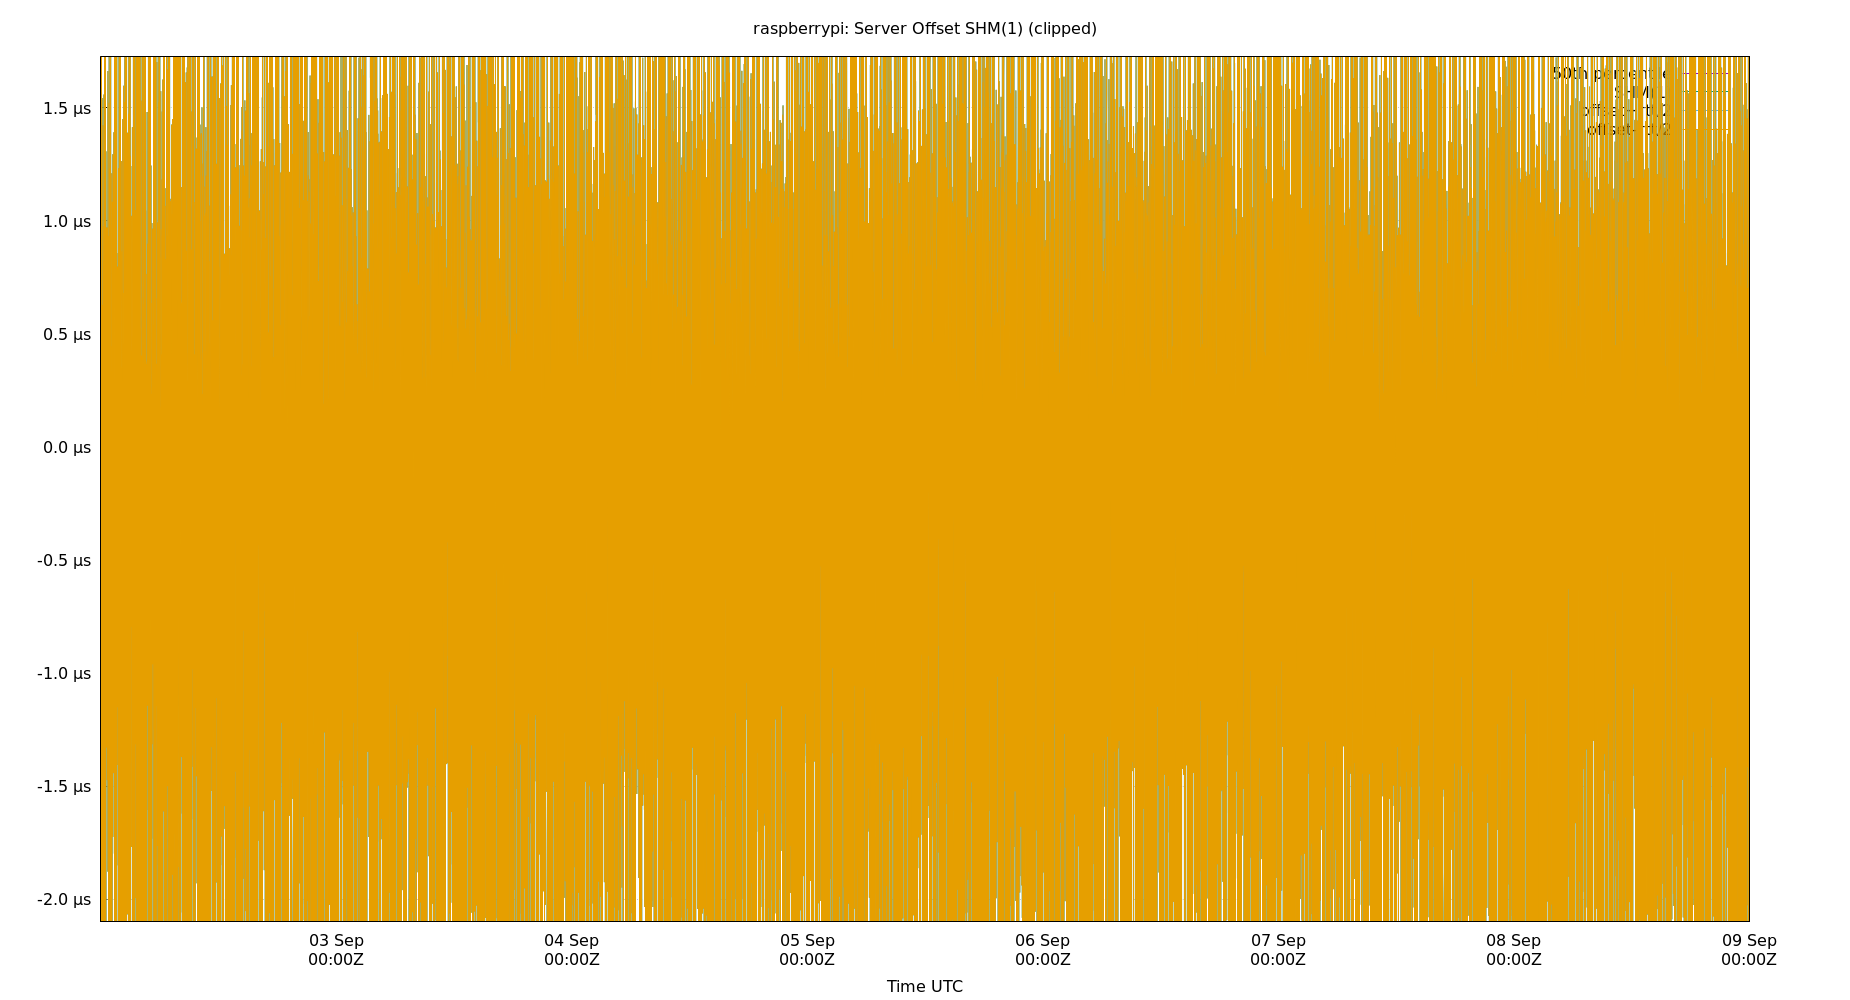 raspberrypi: Server Offset SHM(1) (clipped)
50th percentile
1.5 µs
1.0 µs
0.5 µs
0.0 µs
-0.5 µs
-1.0 µs
-1.5 µs
-2.0 µs
03 Sep 04 Sep 05 Sep 06 Sep 07 Sep 08 Sep 09 Sep
00:00Z 00:00Z 00:00Z 00:00Z 00:00Z 00:00Z 00:00Z
Time UTC